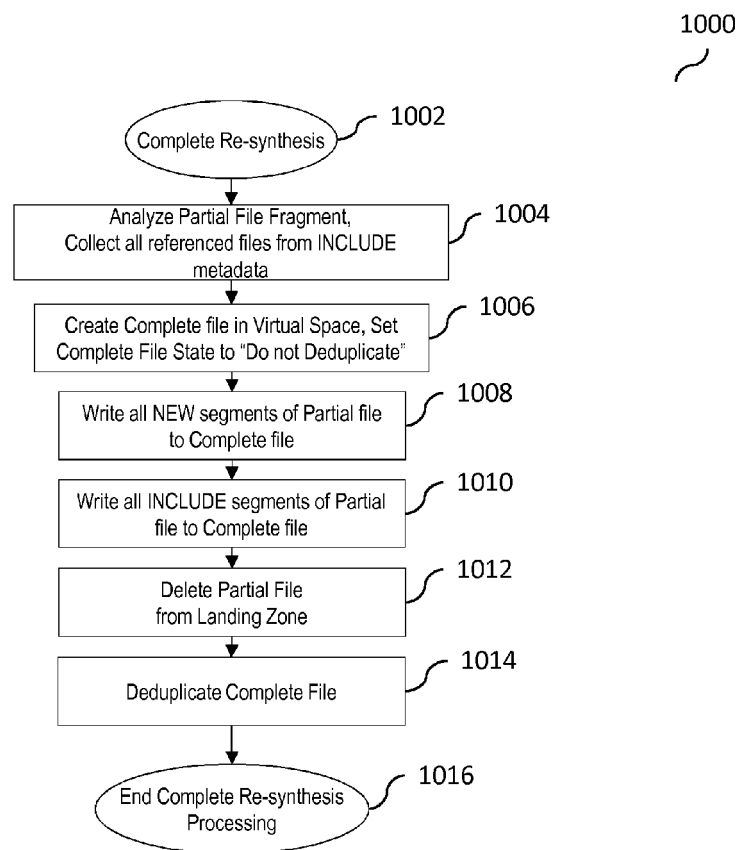 1000
Complete Re-synthesis
1002
Analyze Partial File Fragment,
Collect all referenced files from INCLUDE
metadata
1004
Create Complete file in Virtual Space, Set
Complete File State to “Do not Deduplicate”
1006
Write all NEW segments of Partial file
to Complete file
1008
Write all INCLUDE segments of Partial
file to Complete file
1010
Delete Partial File
from Landing Zone
1012
Deduplicate Complete File
1014
End Complete Re-synthesis
Processing
1016